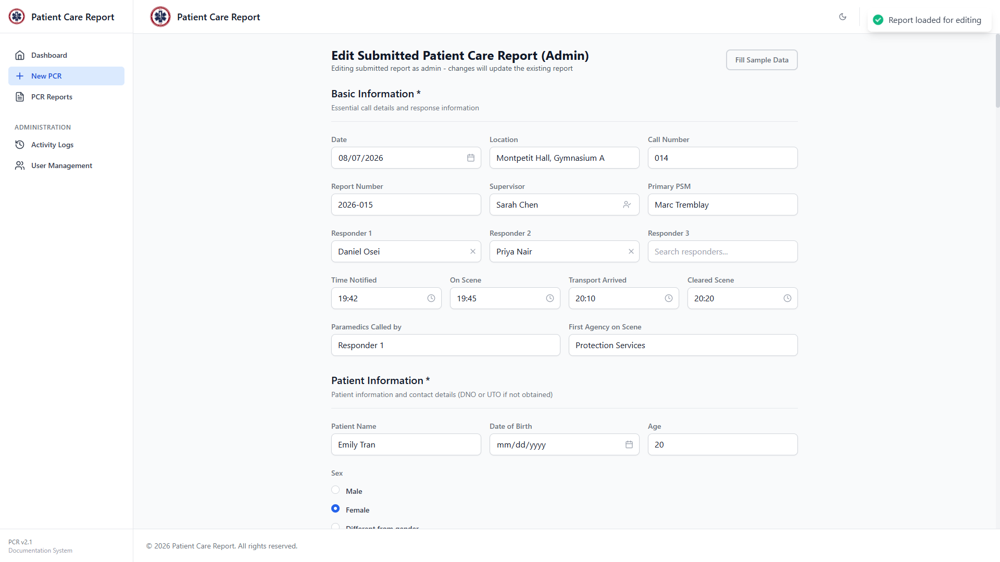 Patient Care Report
Patient Care Report
Report loaded for editing
Dashboard
New PCR
PCR Reports
ADMINISTRATION
Activity Logs
User Management
Edit Submitted Patient Care Report (Admin)
Editing submitted report as admin - changes will update the existing report
Fill Sample Data
Basic Information *
Essential call details and response information
Date Location Call Number
08/07/2026 Montpetit Hall, Gymnasium A 014
Report Number Supervisor Primary PSM
2026-015 Sarah Chen Marc Tremblay
Responder 1 Responder 2 Responder 3
Daniel Osei Priya Nair Search responders...
Time Notified On Scene Transport Arrived Cleared Scene
19:42 19:45 20:10 20:20
Paramedics Called by First Agency on Scene
Responder 1 Protection Services
Patient Information *
Patient information and contact details (DNO or UTO if not obtained)
Patient Name Date of Birth Age
Emily Tran mm/dd/yyyy 20
Sex
Male
Female
Different from gender
PCR v2.1
Documentation System
© 2026 Patient Care Report. All rights reserved.